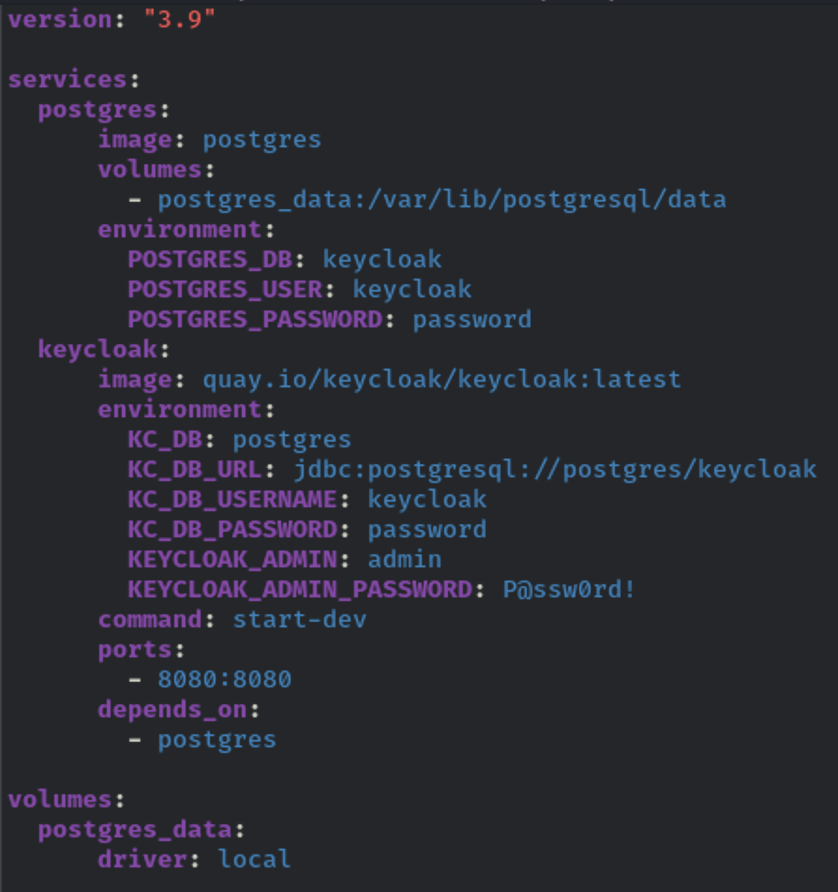 version: "3.9"
services:
postgres:
image: postgres
volumes:
- postgres_data:/var/lib/postgresql/data
environment:
POSTGRES_DB: keycloak
POSTGRES_USER: keycloak
POSTGRES_PASSWORD: password
keycloak:
image: quay.io/keycloak/keycloak:latest
environment:
KC_DB: postgres
KC_DB_URL: jdbc:postgresql://postgres/keycloak
KC_DB_USERNAME: keycloak
KC_DB_PASSWORD: password
KEYCLOAK_ADMIN: admin
KEYCLOAK_ADMIN_PASSWORD: P@ssw0rd!
command: start-dev
ports:
- 8080:8080
depends_on:
- postgres
volumes:
postgres_data:
driver: local